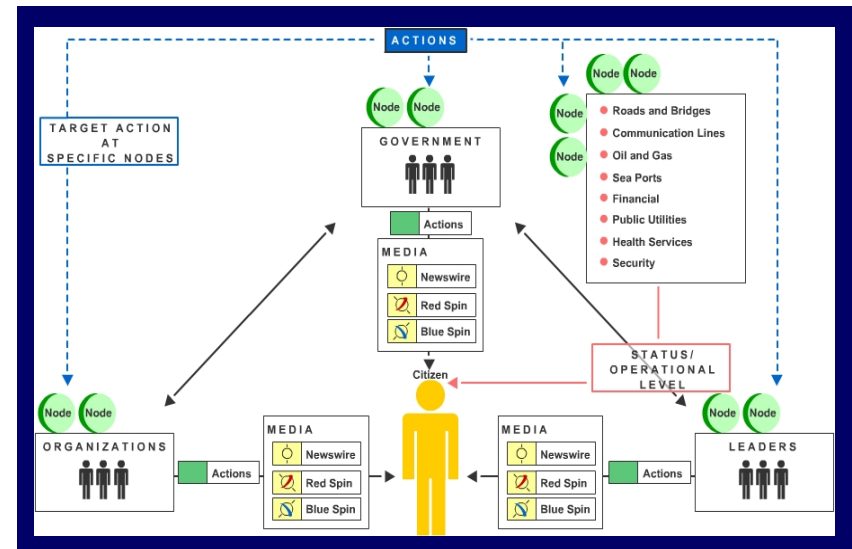 ACTIONS
Node Node
Node Node
TARGET ACTION
AT
SPECIFIC NODES
GOVERNMENT
Node
Node
Roads and Bridges
Communication Lines
Oil and Gas
Sea Ports
Financial
Public Utilities
Health Services
Security
Actions
MEDIA
Newswire
Red Spin
Blue Spin
STATUS/
OPERATIONAL
LEVEL
Citizen
Node Node
ORGANIZATIONS
Actions
MEDIA
Newswire
Red Spin
Blue Spin
MEDIA
Newswire
Red Spin
Blue Spin
Actions
Node Node
LEADERS